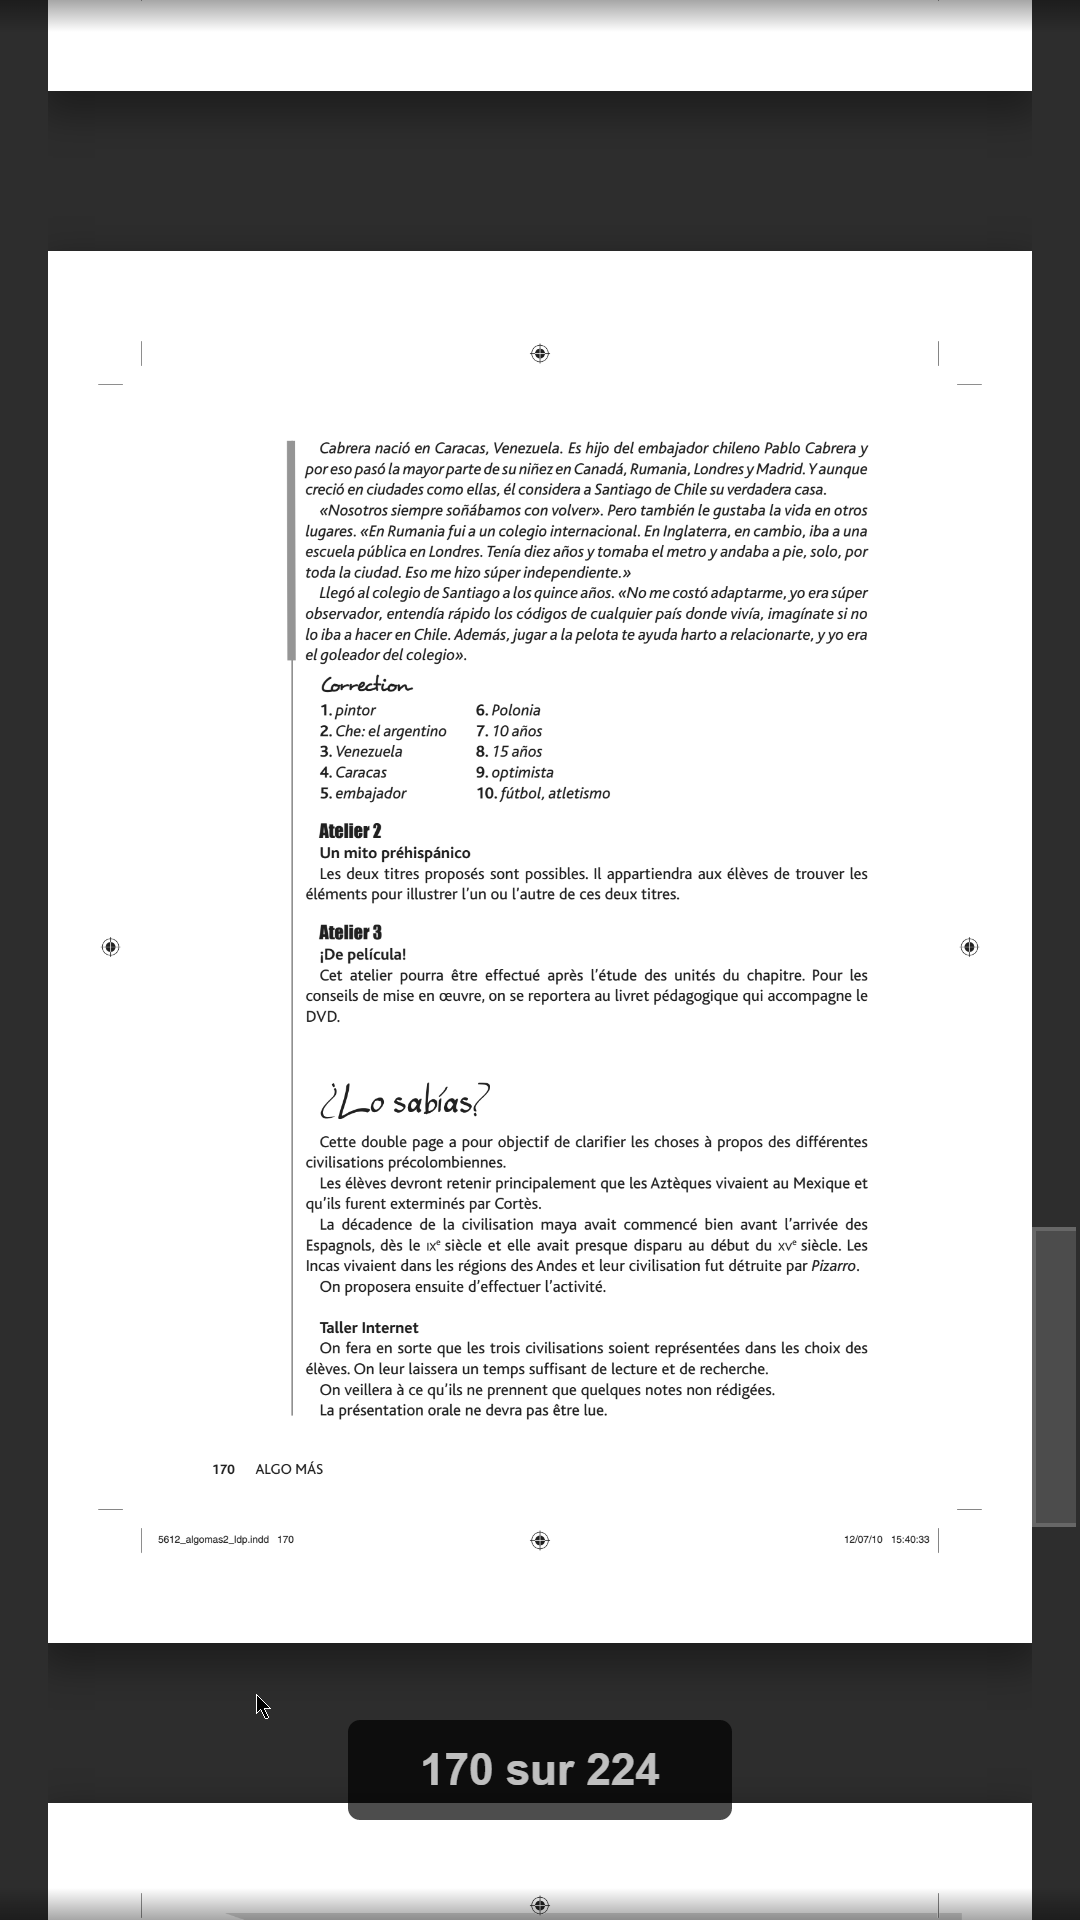 Cabrera nació en Caracas, Venezuela. Es hijo del embajador chileno Pablo Cabrera y
por eso pasó la mayor parte de su niñez en Canadá, Rumania, Londres y Madrid. Y aunque
creció en ciudades como ellas, él considera a Santiago de Chile su verdadera casa.
«Nosotros siempre soñábamos con volver». Pero también le gustaba la vida en otros
lugares. «En Rumania fui a un colegio internacional. En Inglaterra, en cambio, iba a una
escuela pública en Londres. Tenía diez años y tomaba el metro y andaba a pie, solo, por
toda la ciudad. Eso me hizo súper independiente.»
Llegó al colegio de Santiago a los quince años. «No me costó adaptarme, yo era súper
observador, entendía rápido los códigos de cualquier país donde vivía, imagínate si no
lo iba a hacer en Chile. Además, jugar a la pelota te ayuda harto a relacionarte, y yo era
el goleador del colegio».
Correction
1. pintor
2. Che: el argentino
3. Venezuela
4. Caracas
5. embajador
6. Polonia
7. 10 años
8. 15 años
9. optimista
10. fútbol, atletismo
Atelier 2
Un mito préhispánico
Les deux titres proposés sont possibles. Il appartiendra aux élèves de trouver les
éléments pour illustrer l'un ou l'autre de ces deux titres.
Atelier 3
¡De película!
Cet atelier pourra être effectué après l'étude des unités du chapitre. Pour les
conseils de mise en œuvre, on se reportera au livret pédagogique qui accompagne le
DVD.
¿Lo sabías?
Cette double page a pour objectif de clarifier les choses à propos des différentes
civilisations précolombiennes.
Les élèves devront retenir principalement que les Aztèques vivaient au Mexique et
qu'ils furent exterminés par Cortès.
La décadence de la civilisation maya avait commencé bien avant l'arrivée des
Espagnols, dès le IXe siècle et elle avait presque disparu au début du XVe siècle. Les
Incas vivaient dans les régions des Andes et leur civilisation fut détruite par Pizarro.
On proposera ensuite d'effectuer l'activité.
Taller Internet
On fera en sorte que les trois civilisations soient représentées dans les choix des
élèves. On leur laissera un temps suffisant de lecture et de recherche.
On veillera à ce qu'ils ne prennent que quelques notes non rédigées.
La présentation orale ne devra pas être lue.
170 ALGO MÁS
5612_algomas2_ldp.indd 170
12/07/10 15:40:33
170 sur 224